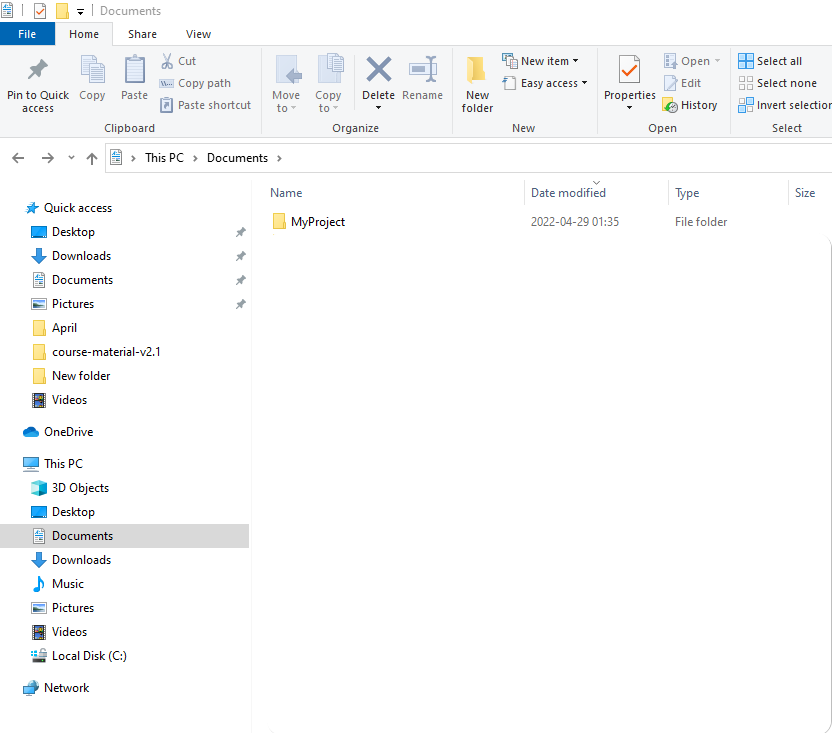 Documents
File Home Share View
Pin to Quick access
Copy
Paste
Cut
Copy path
Paste shortcut
Clipboard
Move to
Copy to
Delete
Rename
Organize
New folder
New item
Easy access
New
Properties
Open
Edit
History
Open
Select all
Select none
Invert selection
Select
This PC > Documents >
Name Date modified Type Size
MyProject 2022-04-29 01:35 File folder
Quick access
Desktop
Downloads
Documents
Pictures
April
course-material-v2.1
New folder
Videos
OneDrive
This PC
3D Objects
Desktop
Documents
Downloads
Music
Pictures
Videos
Local Disk (C:)
Network